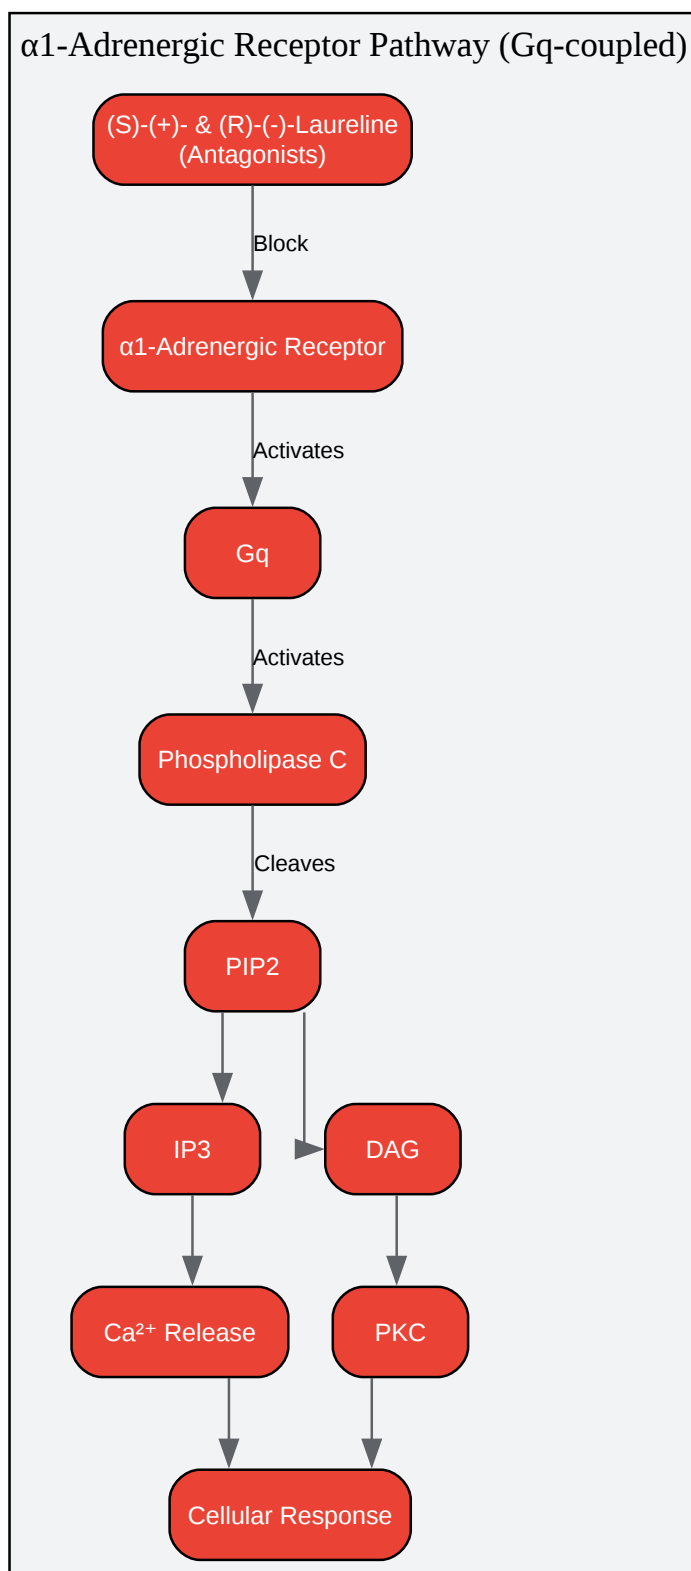 α1-Adrenergic Receptor Pathway (Gq-coupled)
(S)-(+)- & (R)-(-)-Laureline
(Antagonists)
Block
α1-Adrenergic Receptor
Activates
Gq
Activates
Phospholipase C
Cleaves
PIP2
IP3
DAG
Ca²⁺ Release
PKC
Cellular Response